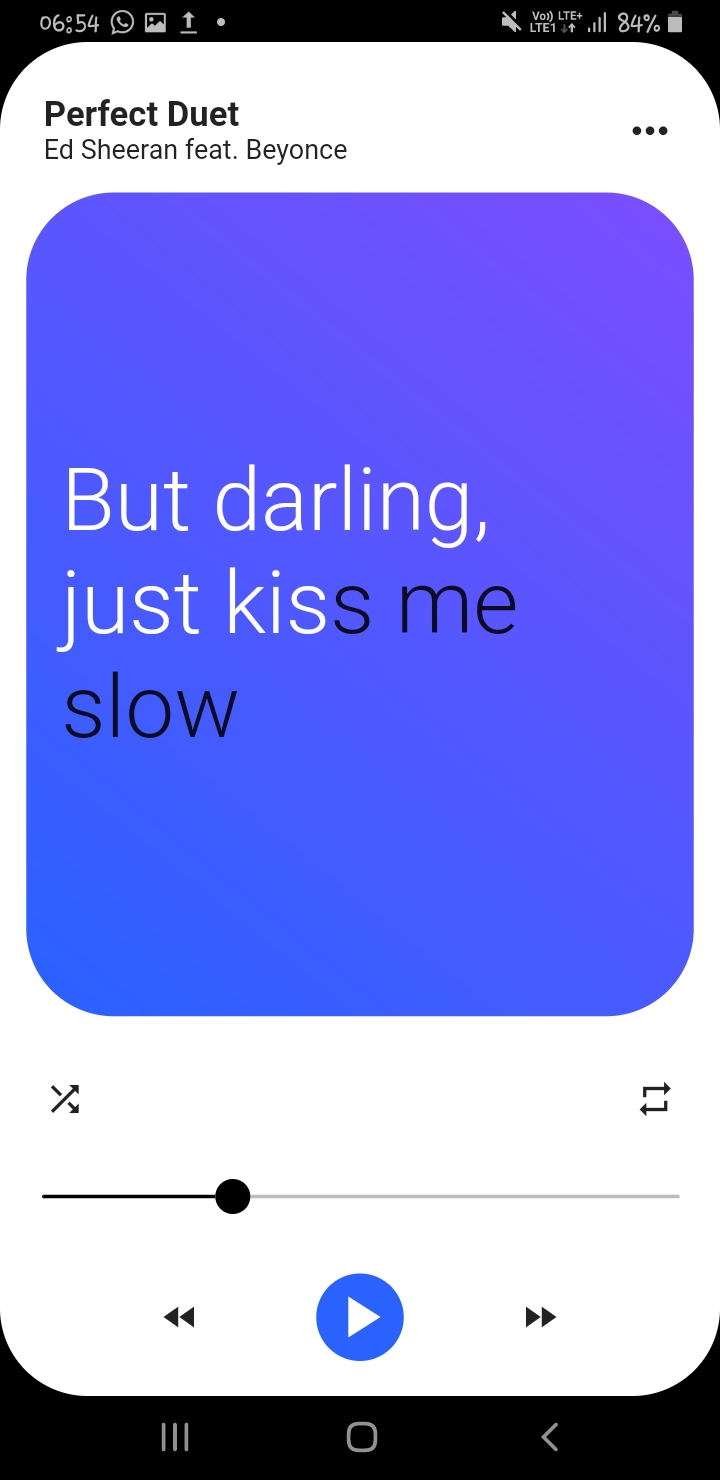 06:54
Vo)) LTE+
LTE1
84%
Perfect Duet
Ed Sheeran feat. Beyonce
But darling,
just kiss me
slow